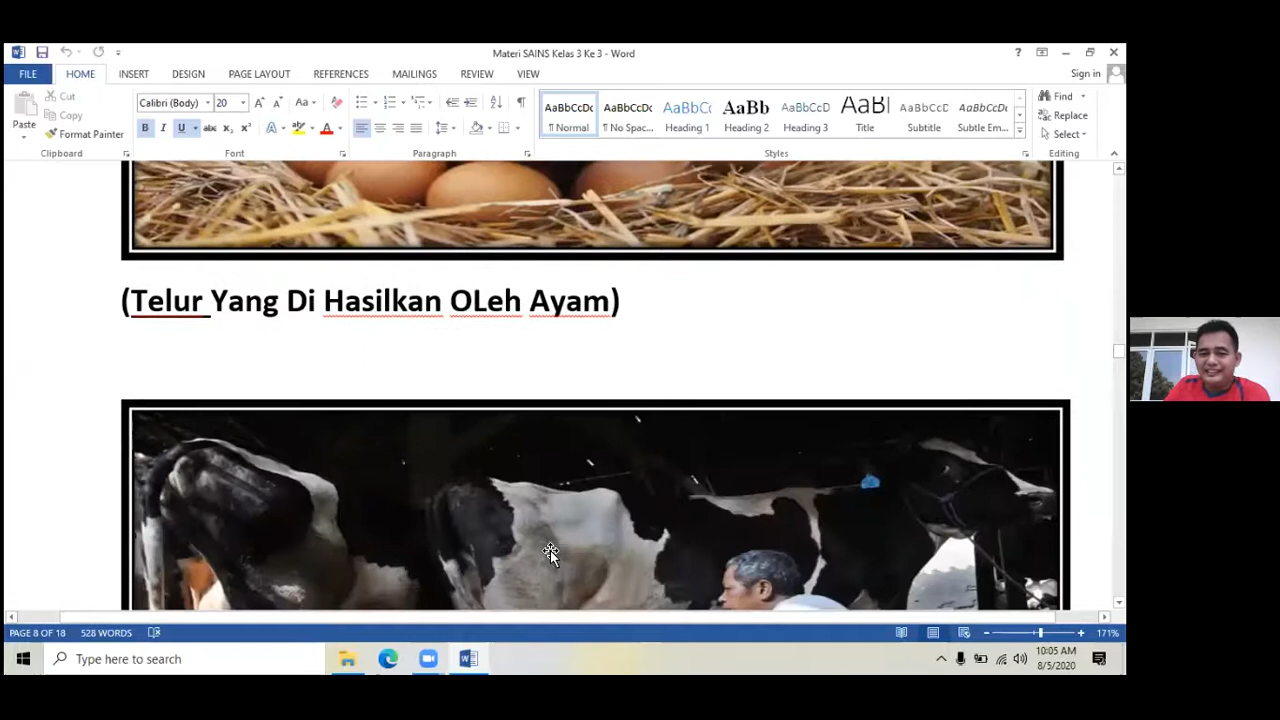 Materi SAINS Kelas 3 Ke 3 - Word
FILE HOME INSERT DESIGN PAGE LAYOUT REFERENCES MAILINGS REVIEW VIEW Sign in
Paste
Cut
Copy
Format Painter
Clipboard
Calibri (Body) 20
Font
Paragraph
AaBbCcDc AaBbCcDc AaBbCc AaBb AaBbCcD AaB AaBbCcD AaBbCcDc
¶ Normal ¶ No Spac... Heading 1 Heading 2 Heading 3 Title Subtitle Subtle Em...
Styles
Find
Replace
Select
Editing
(Telur Yang Di Hasilkan OLeh Ayam)
PAGE 8 OF 18 528 WORDS 171%
Type here to search
10:05 AM
8/5/2020